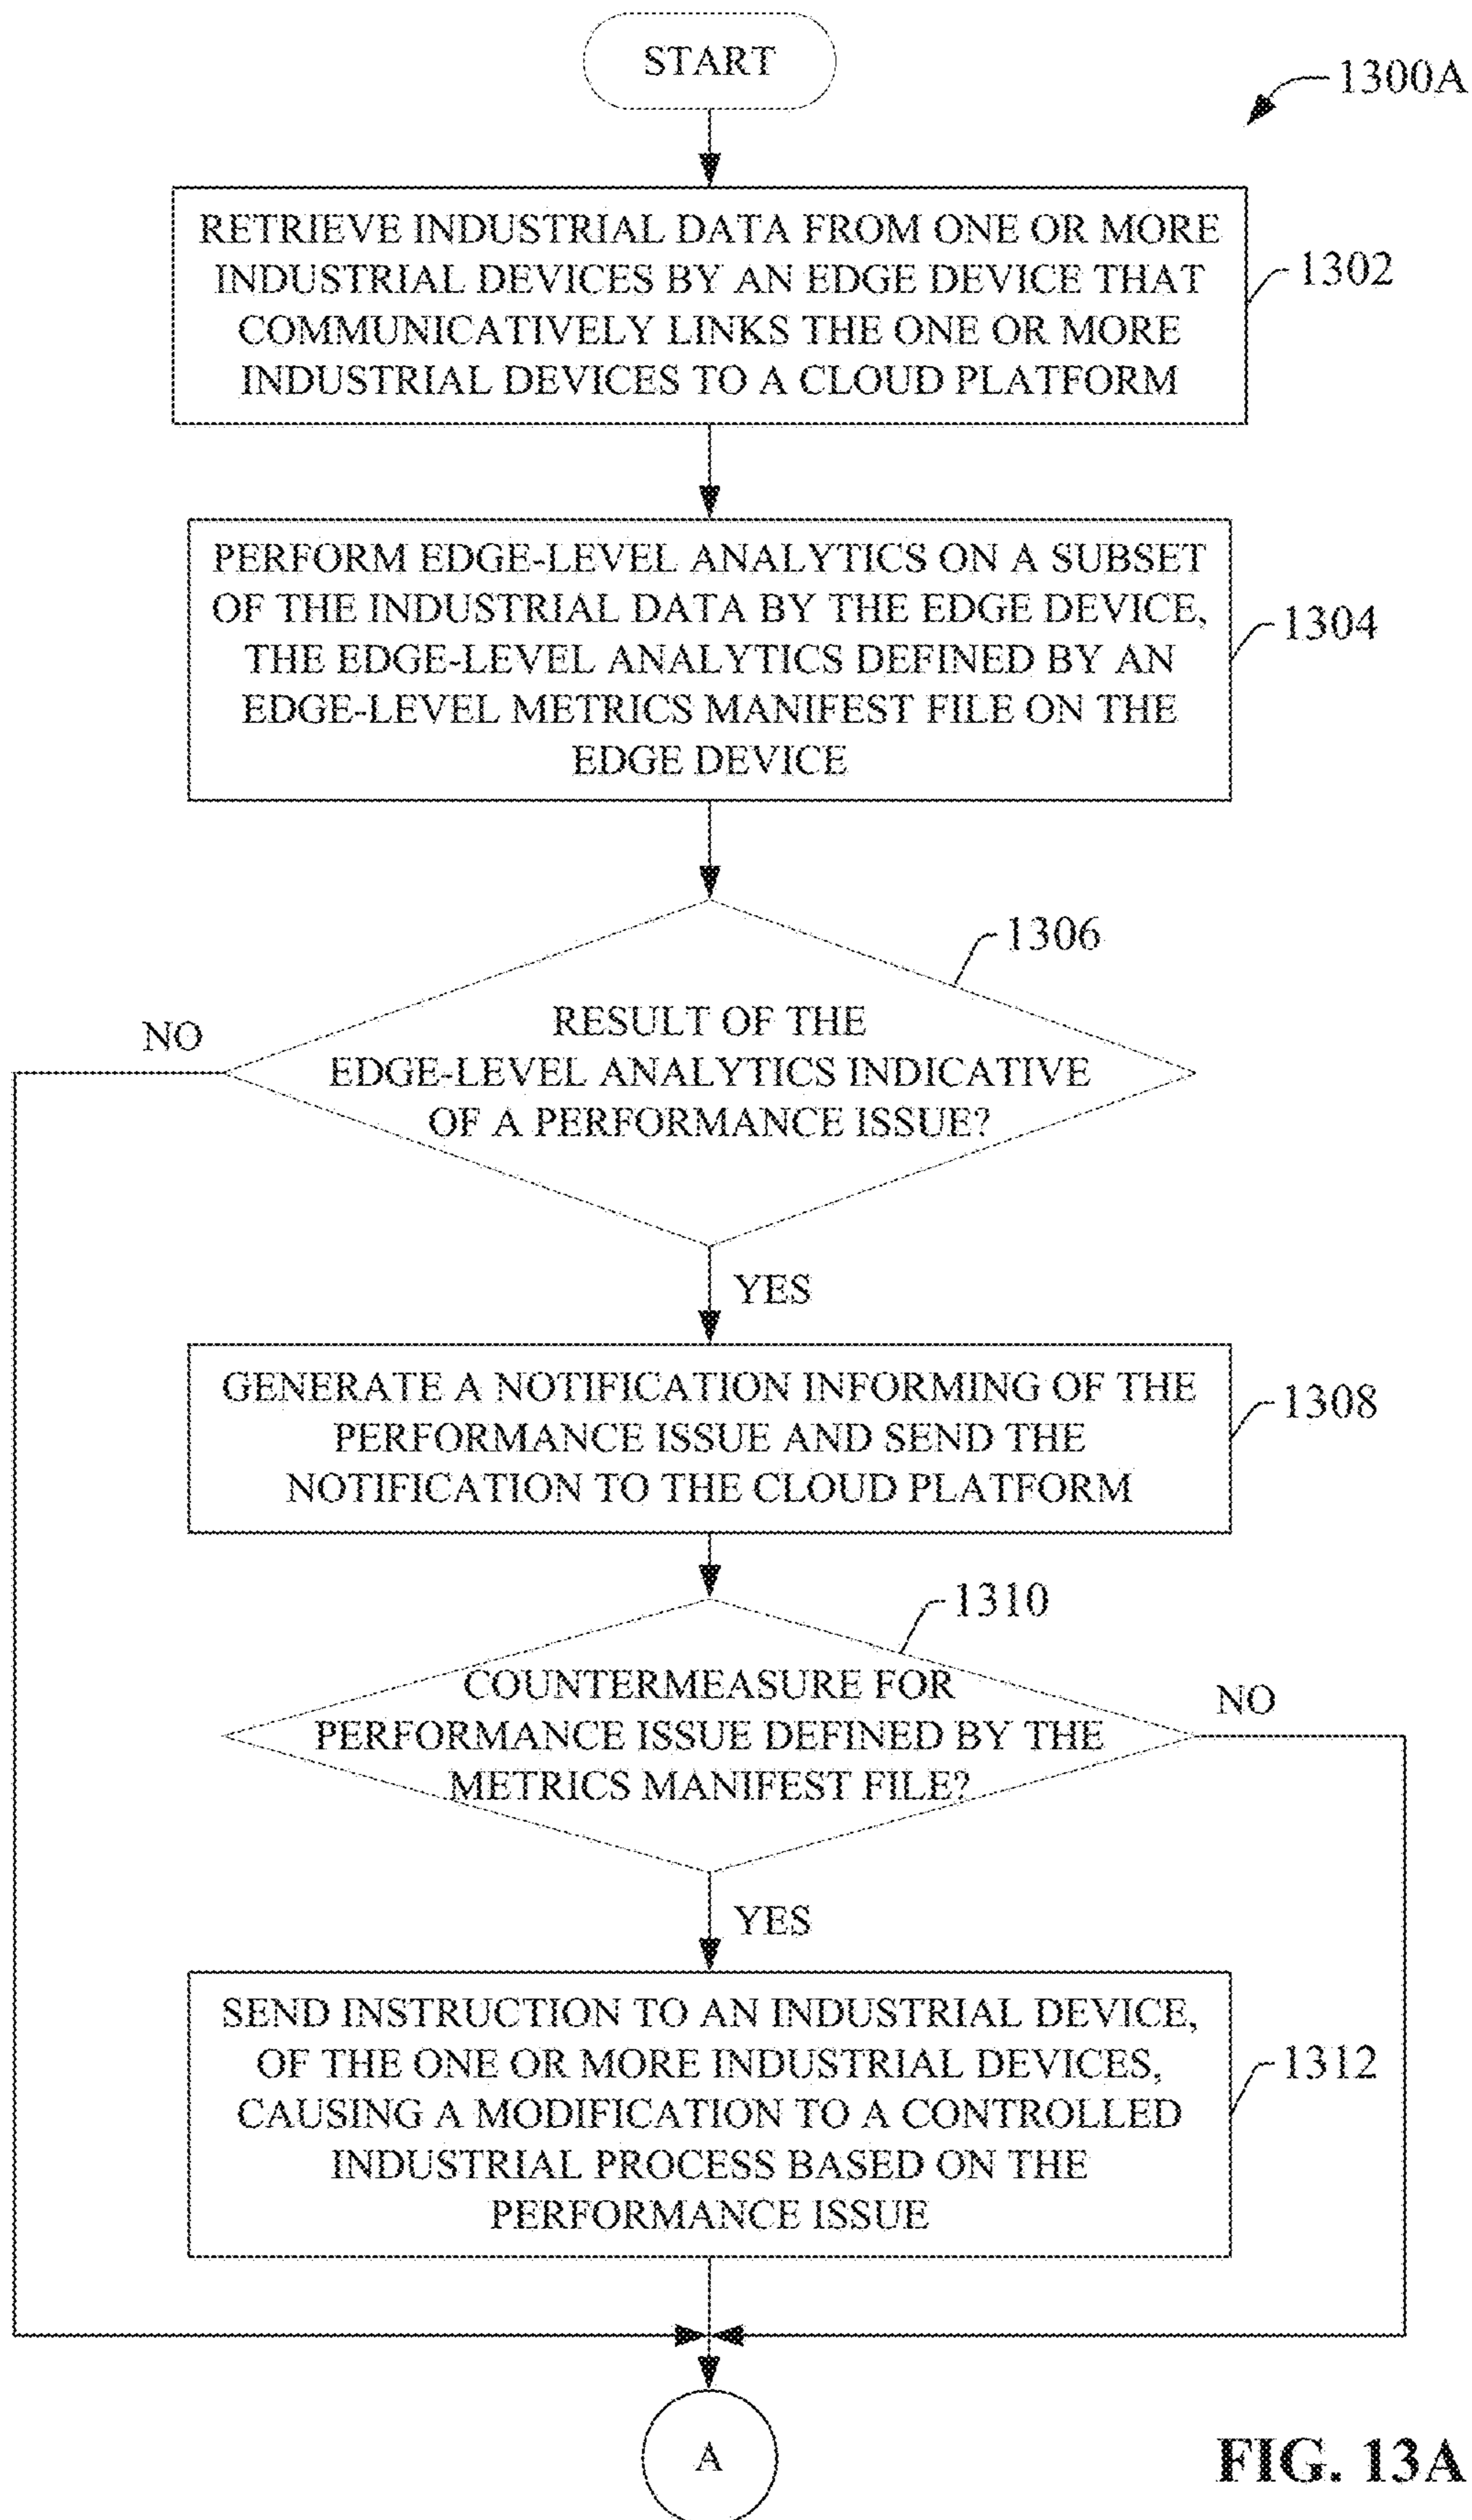 START
1300A
RETRIEVE INDUSTRIAL DATA FROM ONE OR MORE
INDUSTRIAL DEVICES BY AN EDGE DEVICE THAT
COMMUNICATIVELY LINKS THE ONE OR MORE
INDUSTRIAL DEVICES TO A CLOUD PLATFORM
1302
PERFORM EDGE-LEVEL ANALYTICS ON A SUBSET
OF THE INDUSTRIAL DATA BY THE EDGE DEVICE,
THE EDGE-LEVEL ANALYTICS DEFINED BY AN
EDGE-LEVEL METRICS MANIFEST FILE ON THE
EDGE DEVICE
1304
1306
RESULT OF THE
EDGE-LEVEL ANALYTICS INDICATIVE
OF A PERFORMANCE ISSUE?
NO
YES
GENERATE A NOTIFICATION INFORMING OF THE
PERFORMANCE ISSUE AND SEND THE
NOTIFICATION TO THE CLOUD PLATFORM
1308
1310
COUNTERMEASURE FOR
PERFORMANCE ISSUE DEFINED BY THE
METRICS MANIFEST FILE?
NO
YES
SEND INSTRUCTION TO AN INDUSTRIAL DEVICE,
OF THE ONE OR MORE INDUSTRIAL DEVICES,
CAUSING A MODIFICATION TO A CONTROLLED
INDUSTRIAL PROCESS BASED ON THE
PERFORMANCE ISSUE
1312
A
FIG. 13A